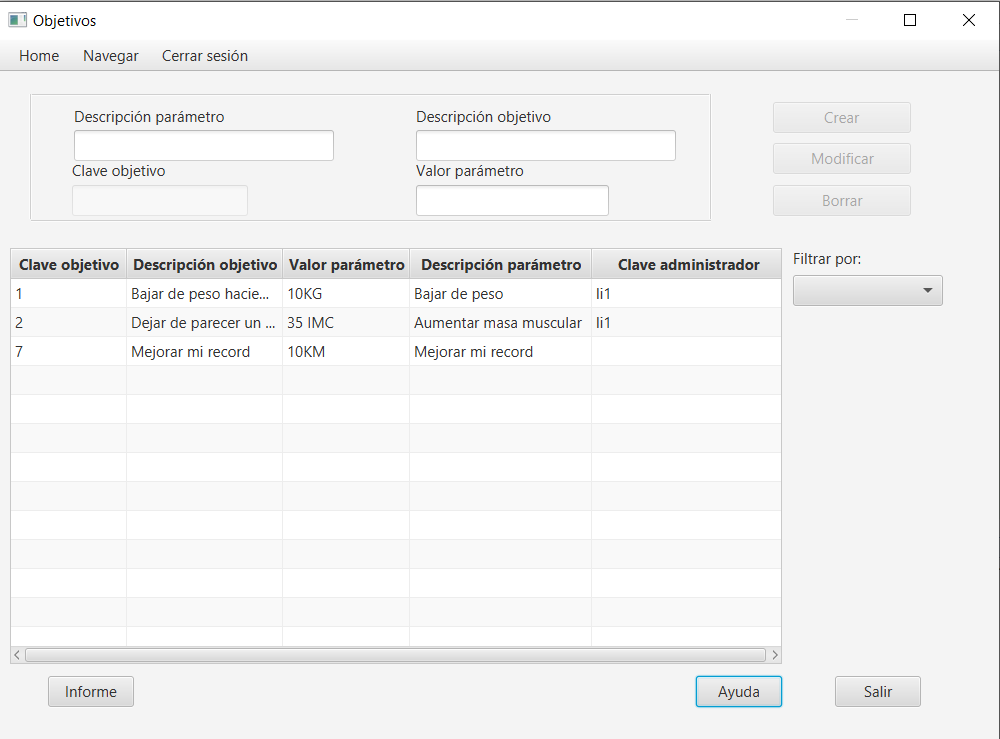 Objetivos
Home Navegar Cerrar sesión
Descripción parámetro Descripción objetivo
Clave objetivo Valor parámetro
Crear
Modificar
Borrar
Filtrar por:
Clave objetivo Descripción objetivo Valor parámetro Descripción parámetro Clave administrador
1 Bajar de peso hacie... 10KG Bajar de peso li1
2 Dejar de parecer un ... 35 IMC Aumentar masa muscular li1
7 Mejorar mi record 10KM Mejorar mi record
Informe Ayuda Salir